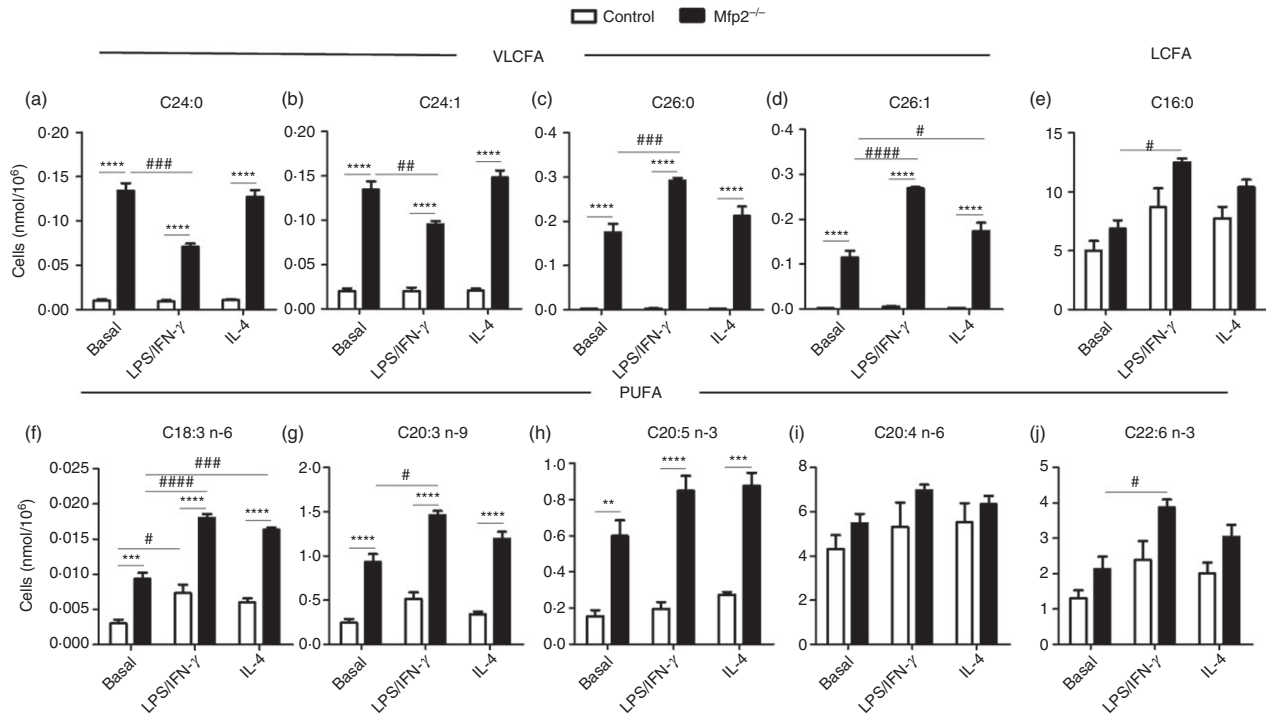 Control Mfp2⁻/⁻
VLCFA LCFA
(a) C24:0
Cells (nmol/10⁶)
0·20
0·15
0·10
0·05
0·00
**** ### **** ****
Basal LPS/IFN-γ IL-4
(b) C24:1
0·20
0·15
0·10
0·05
0·00
**** ## **** ****
Basal LPS/IFN-γ IL-4
(c) C26:0
0·4
0·3
0·2
0·1
0·0
###
**** **** ****
Basal LPS/IFN-γ IL-4
(d) C26:1
0·4
0·3
0·2
0·1
0·0
#
####
**** **** ****
Basal LPS/IFN-γ IL-4
(e) C16:0
15
10
5
0
#
Basal LPS/IFN-γ IL-4
PUFA
(f) C18:3 n-6
Cells (nmol/10⁶)
0·025
0·020
0·015
0·010
0·005
0·000
###
####
#
*** **** ****
Basal LPS/IFN-γ IL-4
(g) C20:3 n-9
2·0
1·5
1·0
0·5
0·0
#
**** **** ****
Basal LPS/IFN-γ IL-4
(h) C20:5 n-3
1·0
0·8
0·6
0·4
0·2
0·0
** **** ***
Basal LPS/IFN-γ IL-4
(i) C20:4 n-6
8
6
4
2
0
Basal LPS/IFN-γ IL-4
(j) C22:6 n-3
5
4
3
2
1
0
#
Basal LPS/IFN-γ IL-4